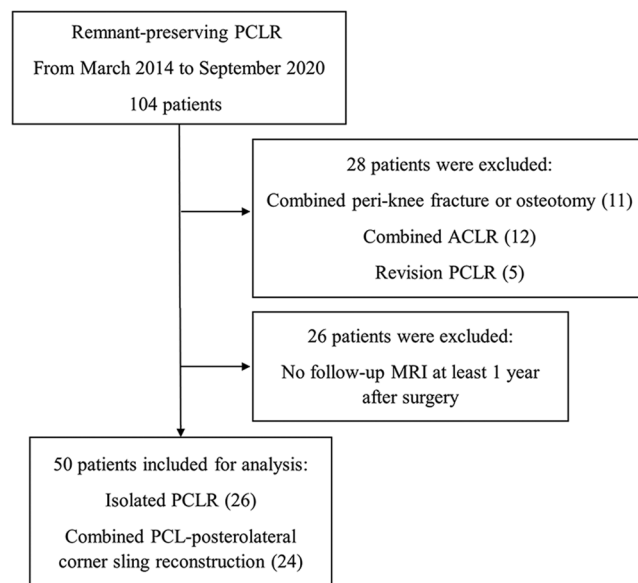 Remnant-preserving PCLR
From March 2014 to September 2020
104 patients
28 patients were excluded:
Combined peri-knee fracture or osteotomy (11)
Combined ACLR (12)
Revision PCLR (5)
26 patients were excluded:
No follow-up MRI at least 1 year
after surgery
50 patients included for analysis:
Isolated PCLR (26)
Combined PCL-posterolateral
corner sling reconstruction (24)